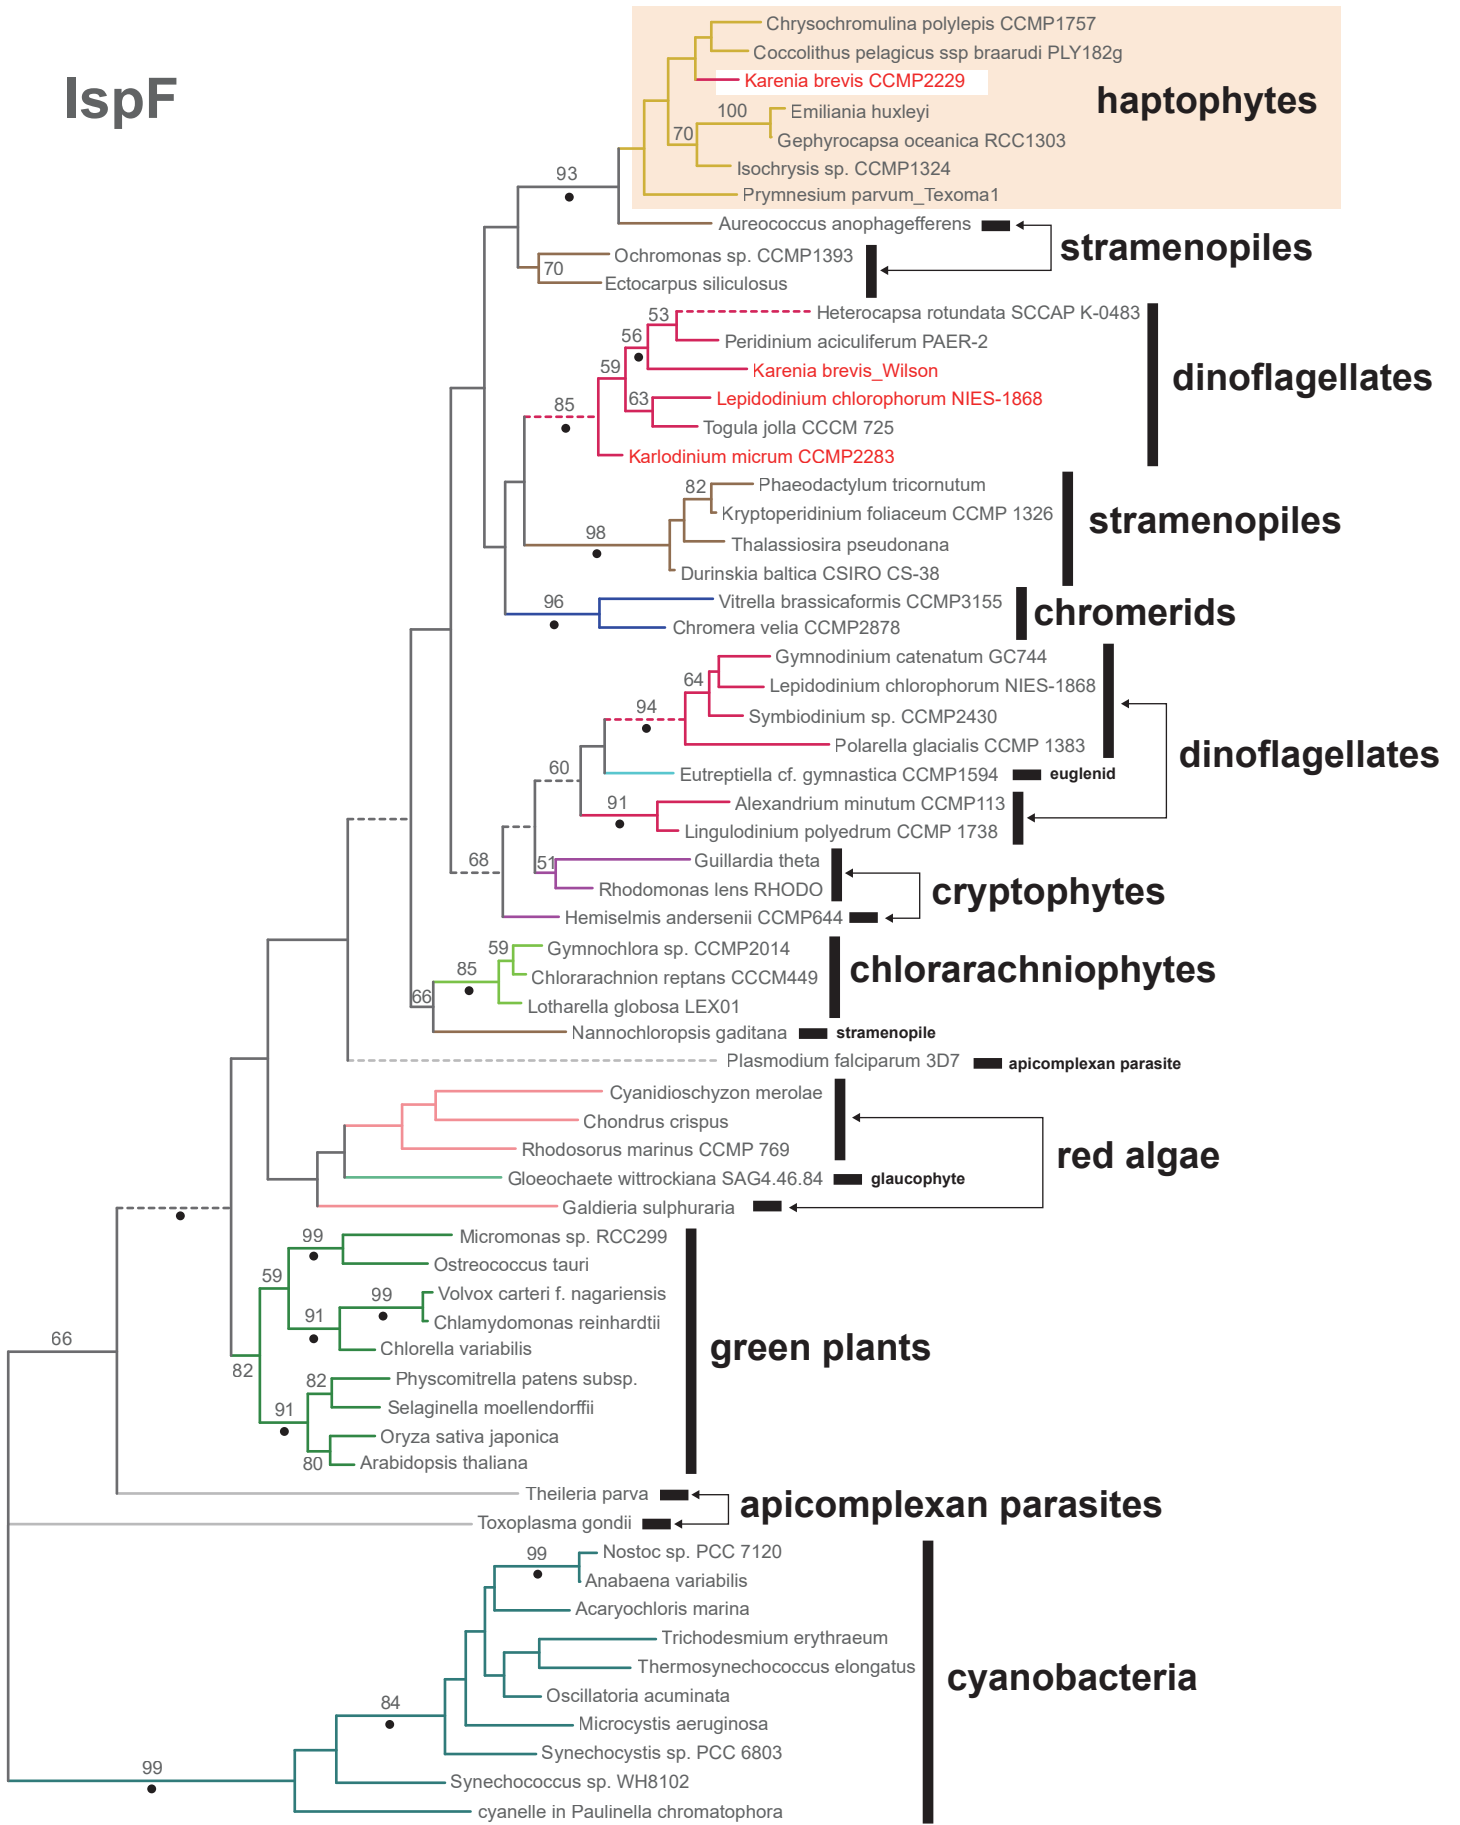 IspF
Chrysochromulina polylepis CCMP1757
Coccolithus pelagicus ssp braarudi PLY182g
Karenia brevis CCMP2229
haptophytes
100
Emiliania huxleyi
70
Gephyrocapsa oceanica RCC1303
Isochrysis sp. CCMP1324
93
Prymnesium parvum_Texoma1
Aureococcus anophagefferens
stramenopiles
Ochromonas sp. CCMP1393
70
Ectocarpus siliculosus
53
Heterocapsa rotundata SCCAP K-0483
56
Peridinium aciculiferum PAER-2
59
Karenia brevis_Wilson
dinoflagellates
63
Lepidodinium chlorophorum NIES-1868
85
Togula jolla CCCM 725
Karlodinium micrum CCMP2283
82
Phaeodactylum tricornutum
Kryptoperidinium foliaceum CCMP 1326
stramenopiles
98
Thalassiosira pseudonana
Durinskia baltica CSIRO CS-38
96
Vitrella brassicaformis CCMP3155
chromerids
Chromera velia CCMP2878
Gymnodinium catenatum GC744
64
Lepidodinium chlorophorum NIES-1868
94
Symbiodinium sp. CCMP2430
Polarella glacialis CCMP 1383
dinoflagellates
60
Eutreptiella cf. gymnastica CCMP1594
euglenid
91
Alexandrium minutum CCMP113
Lingulodinium polyedrum CCMP 1738
68
51
Guillardia theta
Rhodomonas lens RHODO
cryptophytes
Hemiselmis andersenii CCMP644
59
Gymnochlora sp. CCMP2014
85
Chlorarachnion reptans CCCM449
chlorarachniophytes
66
Lotharella globosa LEX01
Nannochloropsis gaditana
stramenopile
Plasmodium falciparum 3D7
apicomplexan parasite
Cyanidioschyzon merolae
Chondrus crispus
Rhodosorus marinus CCMP 769
red algae
Gloeochaete wittrockiana SAG4.46.84
glaucophyte
Galdieria sulphuraria
99
Micromonas sp. RCC299
Ostreococcus tauri
59
99
Volvox carteri f. nagariensis
91
Chlamydomonas reinhardtii
66
Chlorella variabilis
green plants
82
82
Physcomitrella patens subsp.
91
Selaginella moellendorffii
Oryza sativa japonica
80
Arabidopsis thaliana
Theileria parva
apicomplexan parasites
Toxoplasma gondii
99
Nostoc sp. PCC 7120
Anabaena variabilis
Acaryochloris marina
Trichodesmium erythraeum
Thermosynechococcus elongatus
cyanobacteria
Oscillatoria acuminata
84
Microcystis aeruginosa
Synechocystis sp. PCC 6803
99
Synechococcus sp. WH8102
cyanelle in Paulinella chromatophora